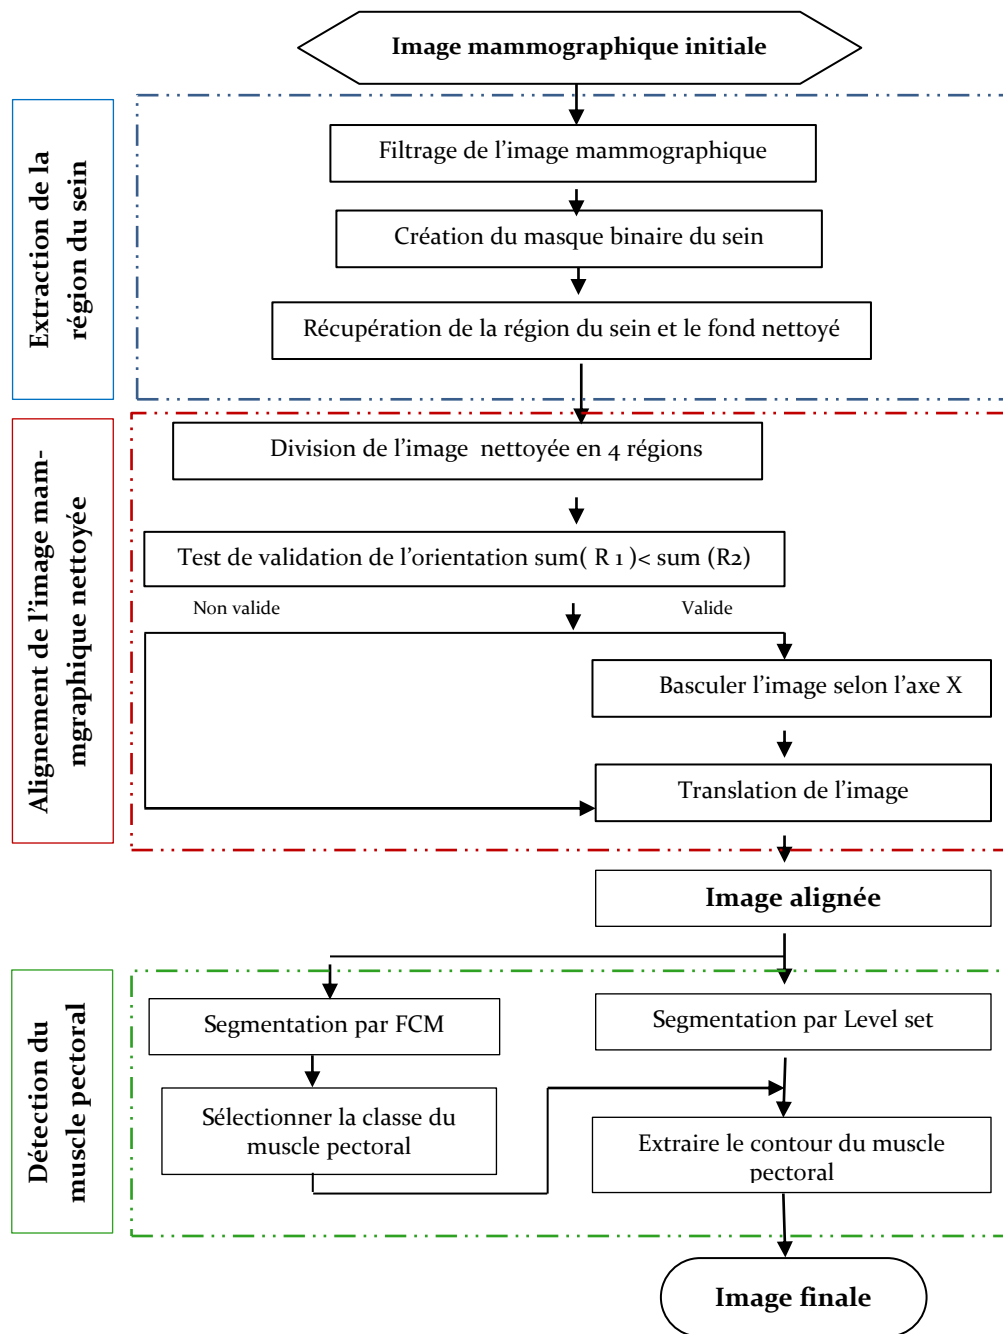 Image mammographique initiale
Extraction de la
région du sein
Filtrage de l'image mammographique
Création du masque binaire du sein
Récupération de la région du sein et le fond nettoyé
Alignement de l'image mam-
mgraphique nettoyée
Division de l'image  nettoyée en 4 régions
Test de validation de l'orientation sum( R 1 )< sum (R2)
Non valide
Valide
Basculer l'image selon l'axe X
Translation de l'image
Image alignée
Détection du
muscle pectoral
Segmentation par FCM
Segmentation par Level set
Sélectionner la classe du
muscle pectoral
Extraire le contour du muscle
pectoral
Image finale